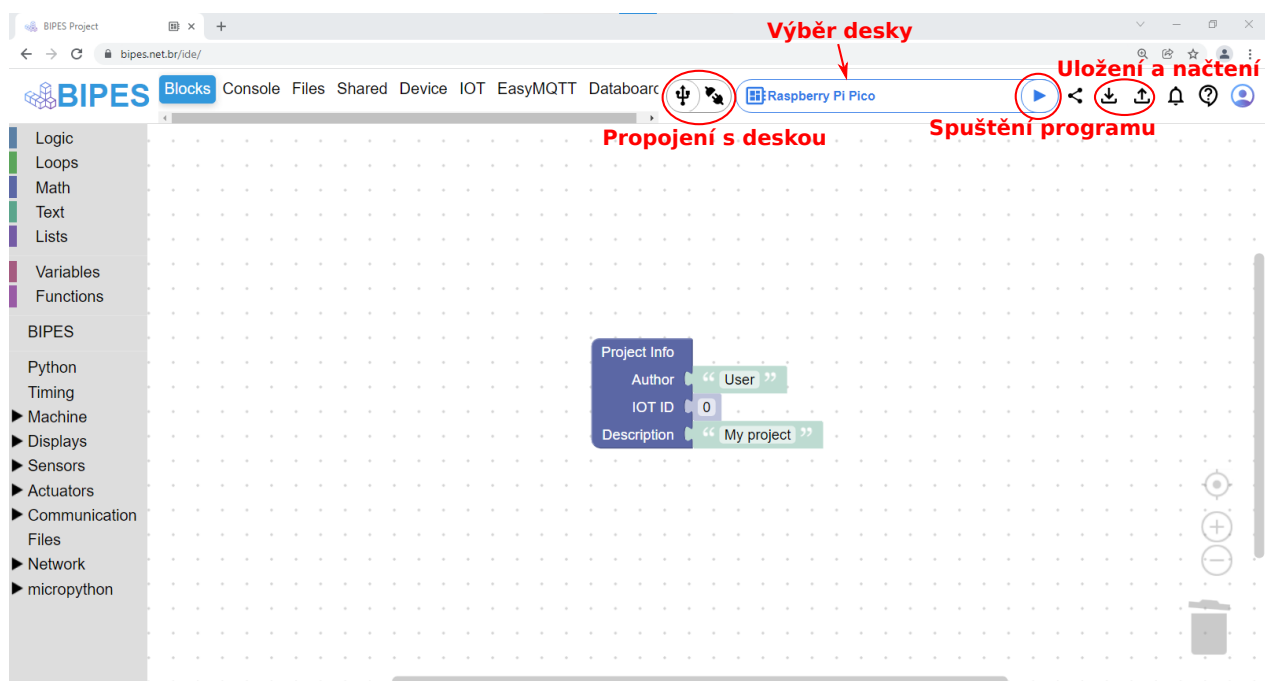 BIPES Project
bipes.net.br/ide/
Výběr desky
Uložení a načtení
BIPES
Blocks Console Files Shared Device IOT EasyMQTT Databoard
Raspberry Pi Pico
Propojení s deskou
Spuštění programu
Logic
Loops
Math
Text
Lists
Variables
Functions
BIPES
Python
Timing
Machine
Displays
Sensors
Actuators
Communication
Files
Network
micropython
Project Info
Author “ User ”
IOT ID 0
Description “ My project ”